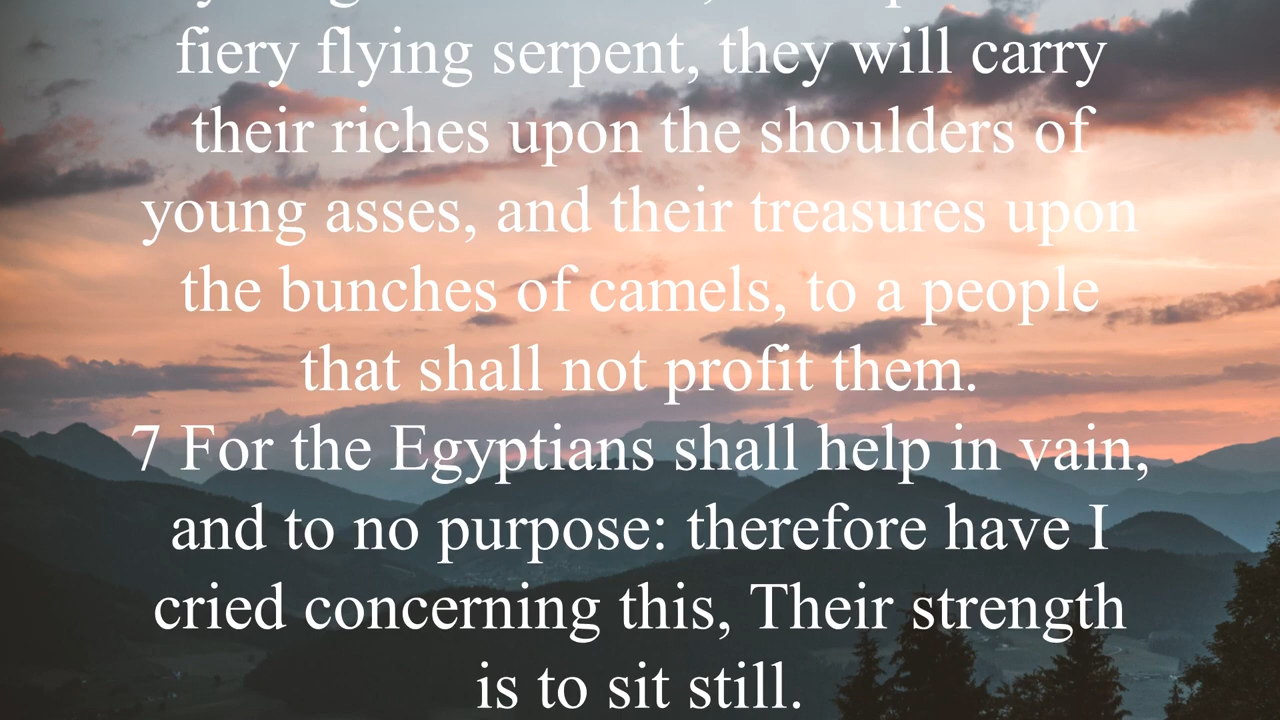 fiery flying serpent, they will carry
their riches upon the shoulders of
young asses, and their treasures upon
the bunches of camels, to a people
that shall not profit them.
7 For the Egyptians shall help in vain,
and to no purpose: therefore have I
cried concerning this, Their strength
is to sit still.